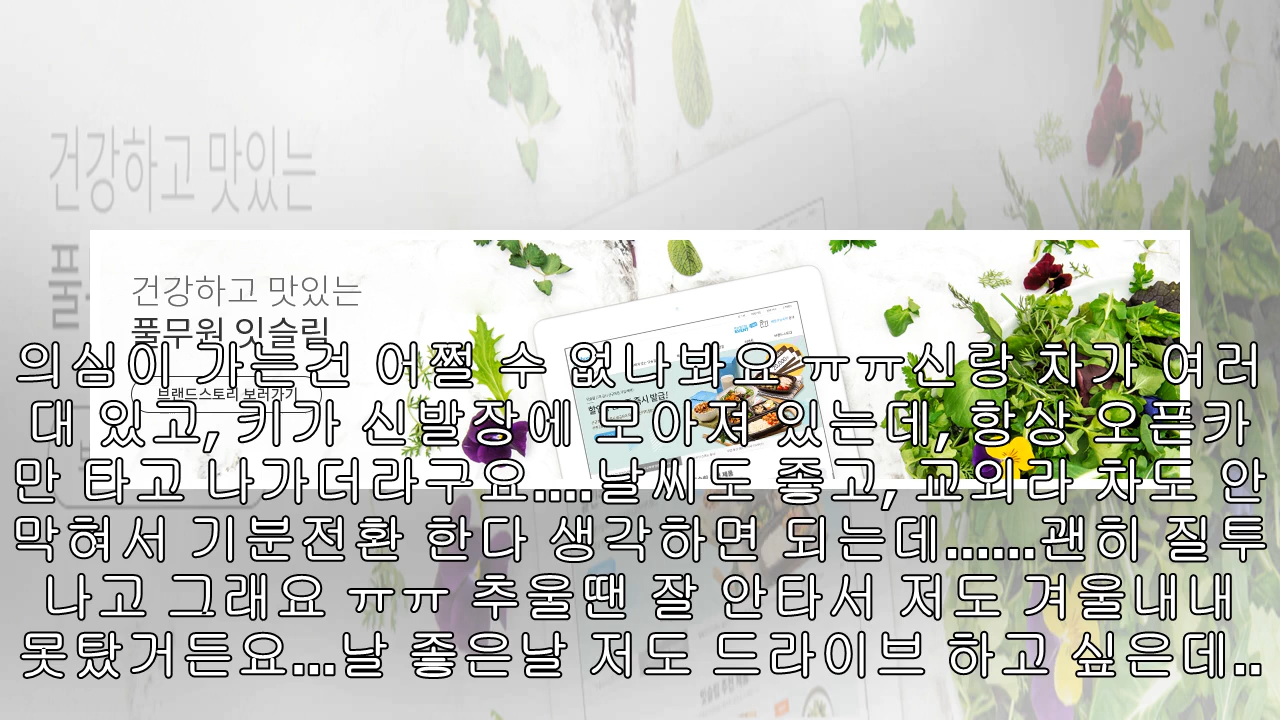 건강하고 맛있는
건강하고 맛있는
풀무원 잇슬림
브랜드스토리 보러가기
의심이 가는건 어쩔 수 없나봐요ㅠㅠ신랑 차가 여러
대 있고, 키가 신발장에 모아져 있는데, 항상 오픈카
만 타고 나가더라구요....날씨도 좋고, 교외라 차도 안
막혀서 기분전환 한다 생각하면 되는데......괜히 질투
나고 그래요 ㅠㅠ 추울땐 잘 안타서 저도 겨울내내
못탔거든요...날 좋은날 저도 드라이브 하고 싶은데..